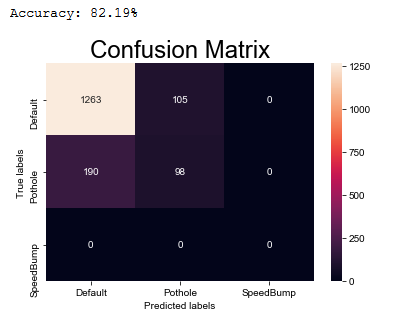 Accuracy: 82.19%
Confusion Matrix
True labels
Default
Pothole
SpeedBump
1263 105 0
190 98 0
0 0 0
Default Pothole SpeedBump
Predicted labels
1250
1000
750
500
250
0